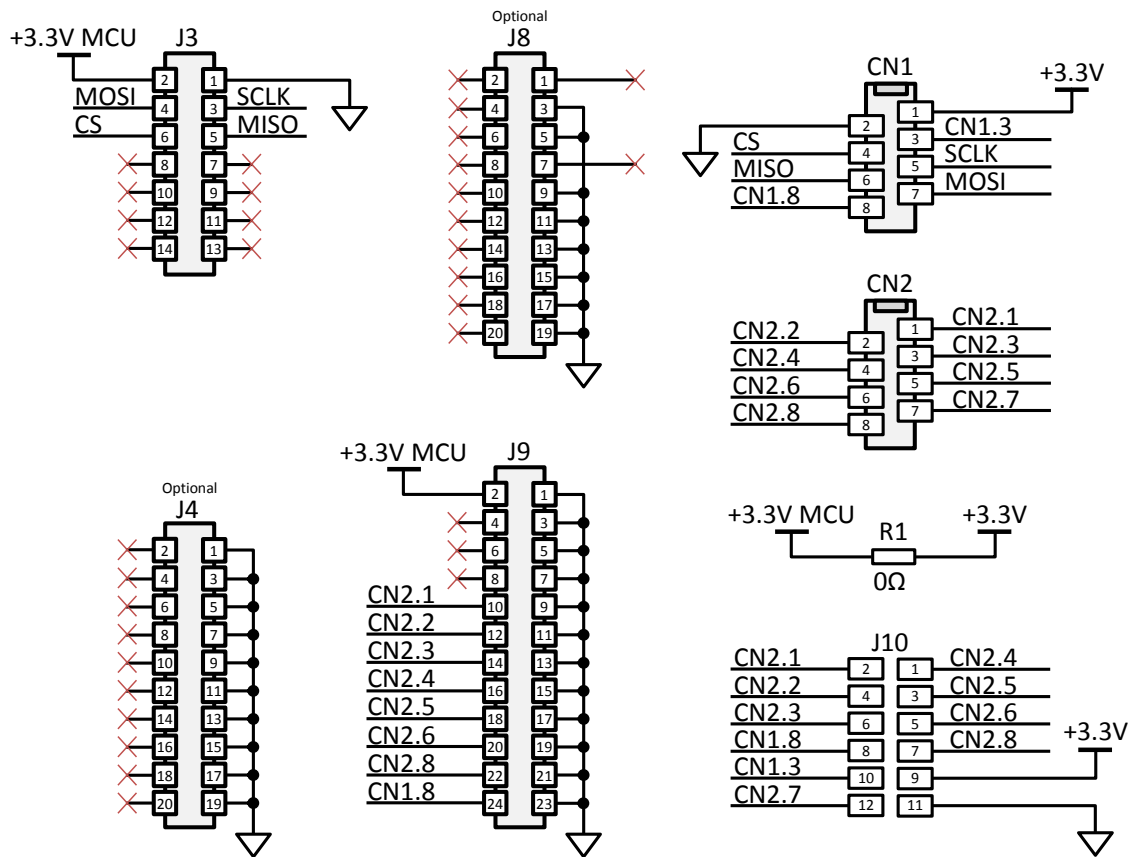 +3.3V MCU
J3
2 1
MOSI 4 3 SCLK
CS 6 5 MISO
8 7
10 9
12 11
14 13
Optional
J8
2 1
4 3
6 5
8 7
10 9
12 11
14 13
16 15
18 17
20 19
CN1
+3.3V
1
2
3 CN1.3
CS 4
5 SCLK
MISO 6
7 MOSI
CN1.8 8
CN2
1 CN2.1
CN2.2 2
3 CN2.3
CN2.4 4
5 CN2.5
CN2.6 6
7 CN2.7
CN2.8 8
Optional
J4
2 1
4 3
6 5
8 7
10 9
12 11
14 13
16 15
18 17
20 19
+3.3V MCU
J9
2 1
4 3
6 5
8 7
CN2.1 10 9
CN2.2 12 11
CN2.3 14 13
CN2.4 16 15
CN2.5 18 17
CN2.6 20 19
CN2.8 22 21
CN1.8 24 23
+3.3V MCU
R1
+3.3V
0Ω
J10
CN2.1 2 1 CN2.4
CN2.2 4 3 CN2.5
CN2.3 6 5 CN2.6
CN1.8 8 7 CN2.8
+3.3V
CN1.3 10 9
CN2.7 12 11